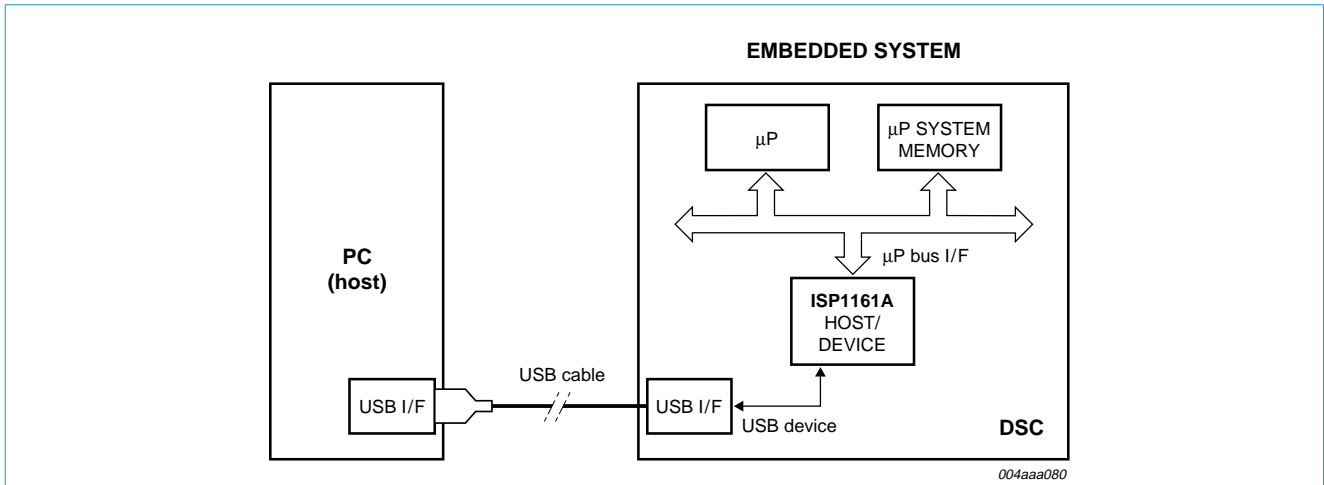 EMBEDDED SYSTEM
μP
μP SYSTEM
MEMORY
PC
(host)
μP bus I/F
ISP1161A
HOST/
DEVICE
USB cable
USB I/F
USB I/F
USB device
DSC
004aaa080